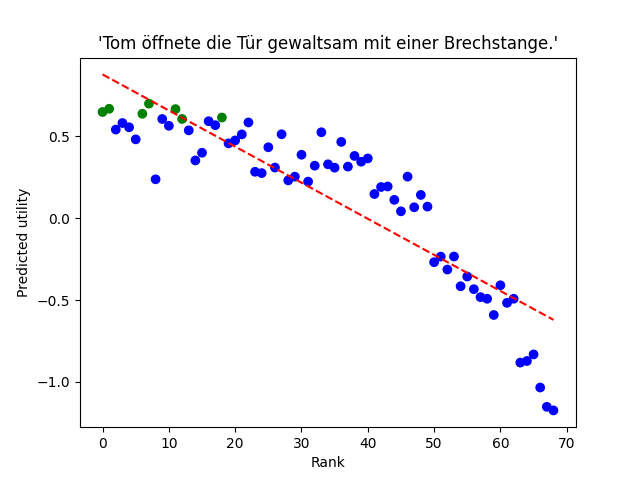 'Tom öffnete die Tür gewaltsam mit einer Brechstange.'
Predicted utility
0.5
0.0
−0.5
−1.0
0 10 20 30 40 50 60 70
Rank